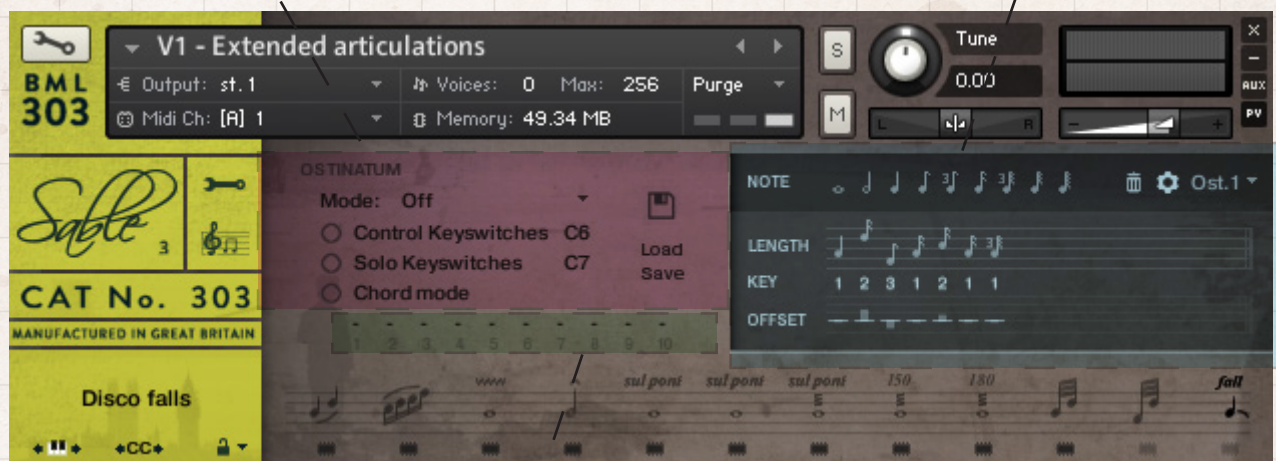 V1 - Extended articulations
Output: st. 1
Voices: 0 Max: 256
Purge
Midi Ch: [A] 1
Memory: 49.34 MB
S
M
Tune
0.00
L R
- +
×
-
AUX
PV
BML
303
Sable
3
CAT No. 303
MANUFACTURED IN GREAT BRITAIN
Disco falls
CC
OSTINATUM
Mode: Off
Control Keyswitches C6
Solo Keyswitches C7
Chord mode
Load
Save
1 2 3 4 5 6 7 8 9 10
NOTE
3 3
Ost.1
LENGTH
3
KEY 1 2 3 1 2 1 1
OFFSET
sul pont sul pont sul pont 150 180 fall